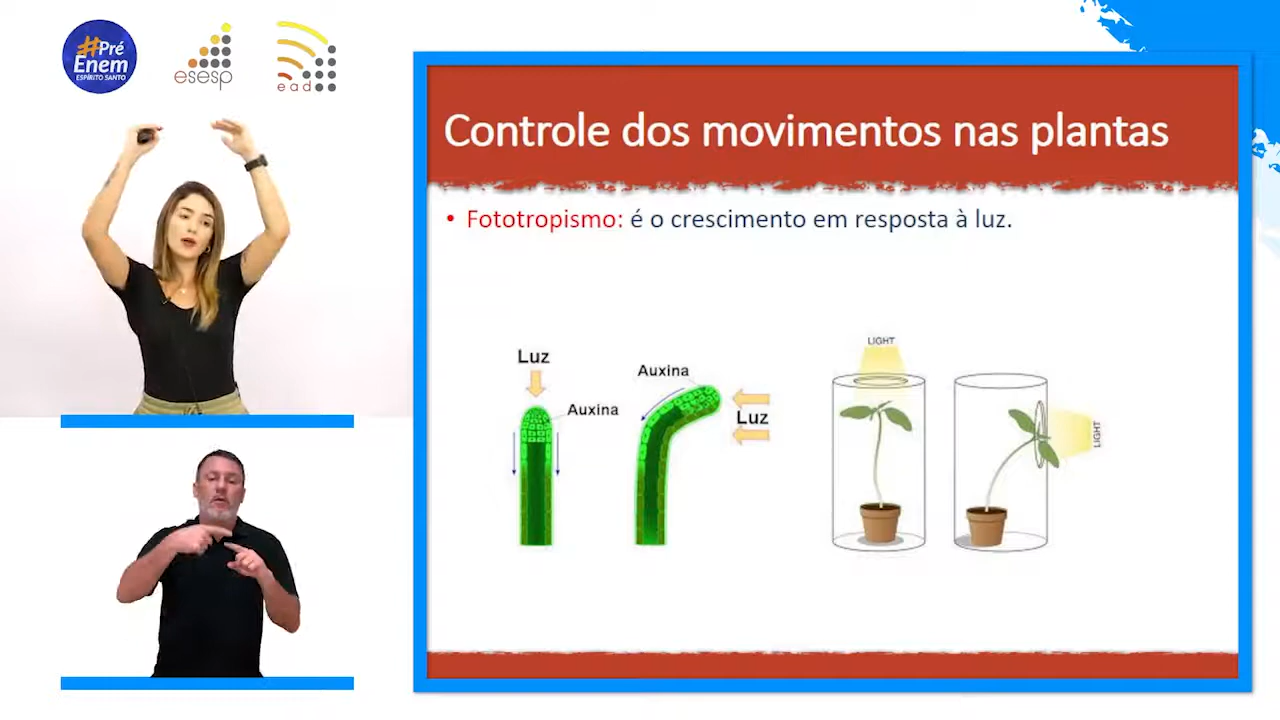 #Pré
Enem
ESPÍRITO SANTO
esesp
ead
Controle dos movimentos nas plantas
• Fototropismo: é o crescimento em resposta à luz.
Luz
Auxina
Auxina
Luz
LIGHT
LIGHT